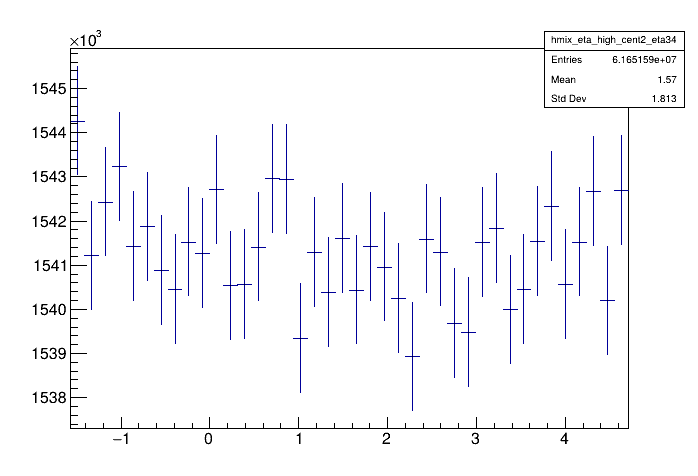 ×10³
hmix_eta_high_cent2_eta34
Entries 6.165159e+07
Mean 1.57
Std Dev 1.813
1545
1544
1543
1542
1541
1540
1539
1538
−1 0 1 2 3 4